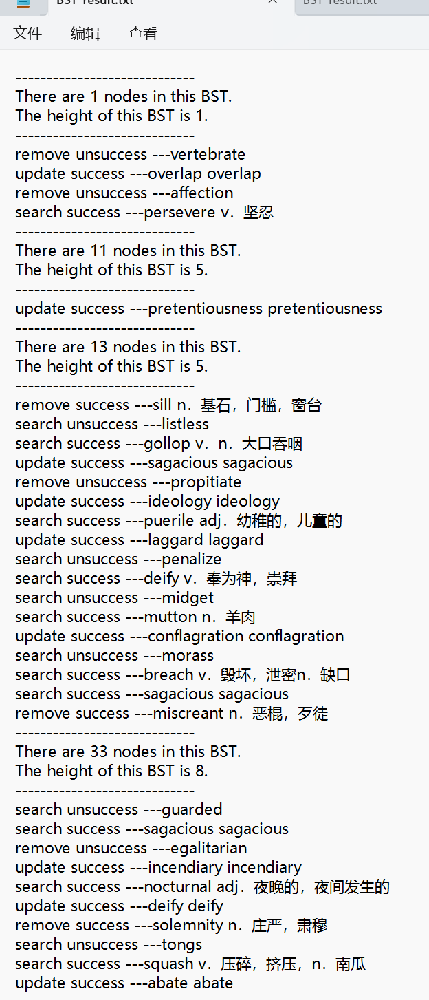 BST_result.txt
BST_result.txt
文件 编辑 查看
-----------------------------
There are 1 nodes in this BST.
The height of this BST is 1.
-----------------------------
remove unsuccess ---vertebrate
update success ---overlap overlap
remove unsuccess ---affection
search success ---persevere v．坚忍
-----------------------------
There are 11 nodes in this BST.
The height of this BST is 5.
-----------------------------
update success ---pretentiousness pretentiousness
-----------------------------
There are 13 nodes in this BST.
The height of this BST is 5.
-----------------------------
remove success ---sill n．基石，门槛，窗台
search unsuccess ---listless
search success ---gollop v．n．大口吞咽
update success ---sagacious sagacious
remove unsuccess ---propitiate
update success ---ideology ideology
search success ---puerile adj．幼稚的，儿童的
update success ---laggard laggard
search unsuccess ---penalize
search success ---deify v．奉为神，崇拜
search unsuccess ---midget
search success ---mutton n．羊肉
update success ---conflagration conflagration
search unsuccess ---morass
search success ---breach v．毁坏，泄密n．缺口
search success ---sagacious sagacious
remove success ---miscreant n．恶棍，歹徒
-----------------------------
There are 33 nodes in this BST.
The height of this BST is 8.
-----------------------------
search unsuccess ---guarded
search success ---sagacious sagacious
remove unsuccess ---egalitarian
update success ---incendiary incendiary
search success ---nocturnal adj．夜晚的，夜间发生的
update success ---deify deify
remove success ---solemnity n．庄严，肃穆
search unsuccess ---tongs
search success ---squash v．压碎，挤压，n．南瓜
update success ---abate abate